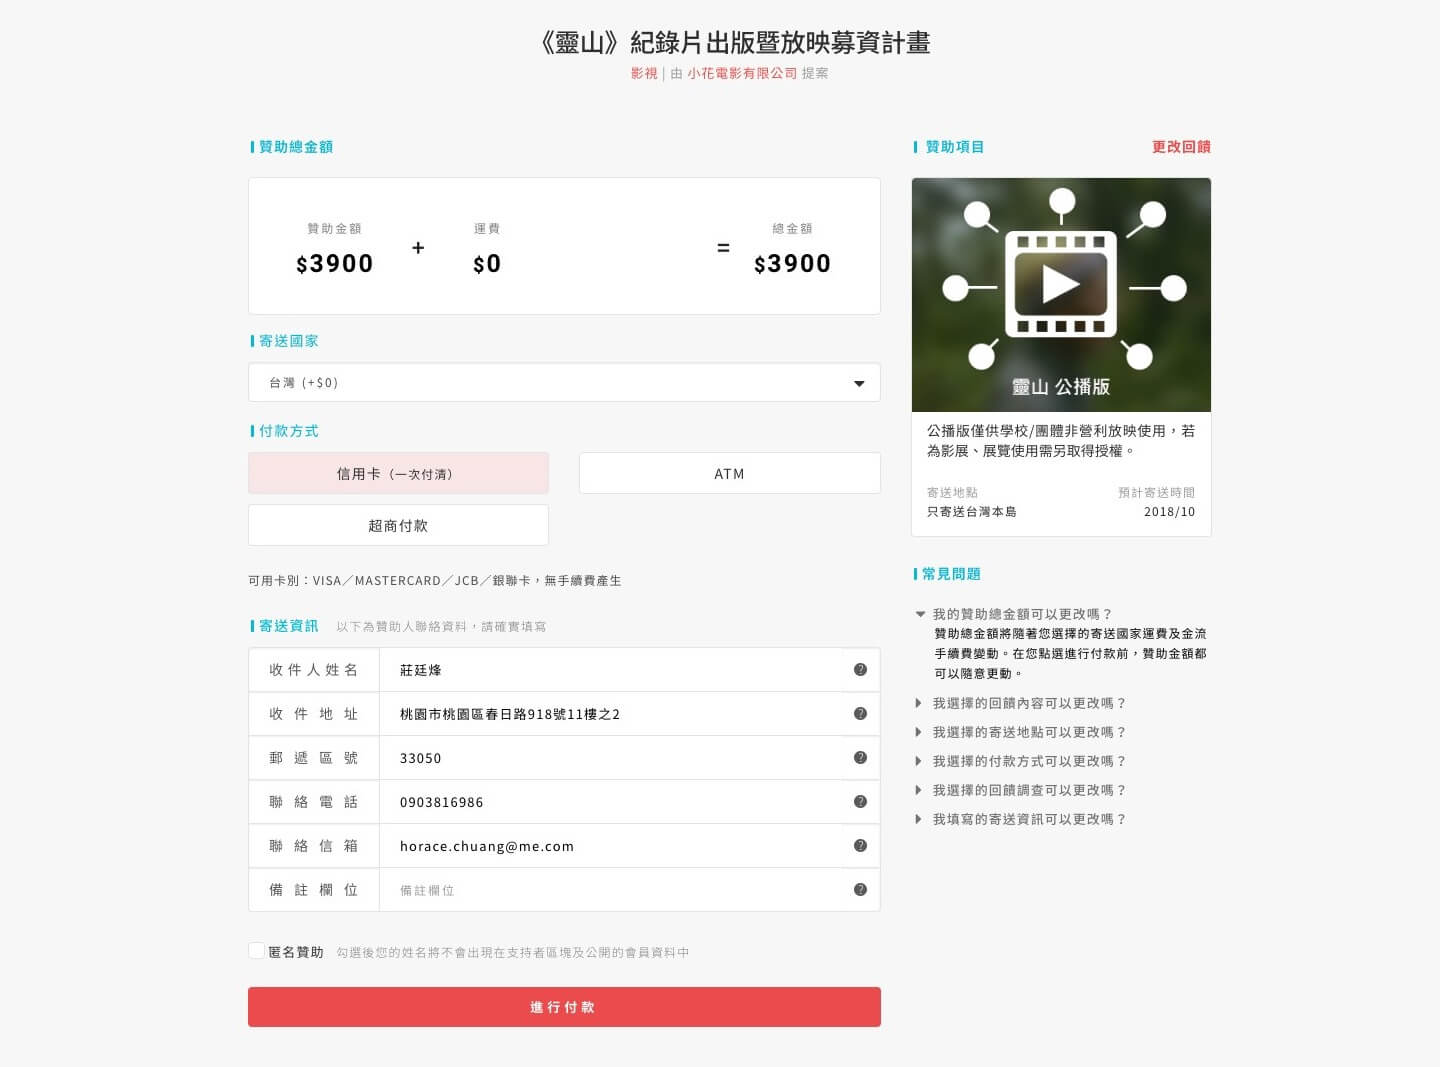 《靈山》紀錄片出版暨放映募資計畫
影視 | 由 小花電影有限公司 提案
贊助總金額
贊助金額 + 運費 = 總金額
$3900 $0 $3900
寄送國家
台灣 (+$0)
付款方式
信用卡 (一次付清)
ATM
超商付款
可用卡別：VISA／MASTERCARD／JCB／銀聯卡，無手續費產生
寄送資訊 以下為贊助人聯絡資料，請確實填寫
收件人姓名 莊廷烽
收件地址 桃園市桃園區春日路918號11樓之2
郵遞區號 33050
聯絡電話 0903816986
聯絡信箱 horace.chuang@me.com
備註欄位 備註欄位
匿名贊助 勾選後您的姓名將不會出現在支持者區塊及公開的會員資料中
進行付款
贊助項目 更改回饋
靈山 公播版
公播版僅供學校/團體非營利放映使用，若
為影展、展覽使用需另取得授權。
寄送地點 預計寄送時間
只寄送台灣本島 2018/10
常見問題
我的贊助總金額可以更改嗎？
贊助總金額將隨著您選擇的寄送國家運費及金流
手續費變動。在您點選進行付款前，贊助金額都
可以隨意更動。
我選擇的回饋內容可以更改嗎？
我選擇的寄送地點可以更改嗎？
我選擇的付款方式可以更改嗎？
我選擇的回饋調查可以更改嗎？
我填寫的寄送資訊可以更改嗎？